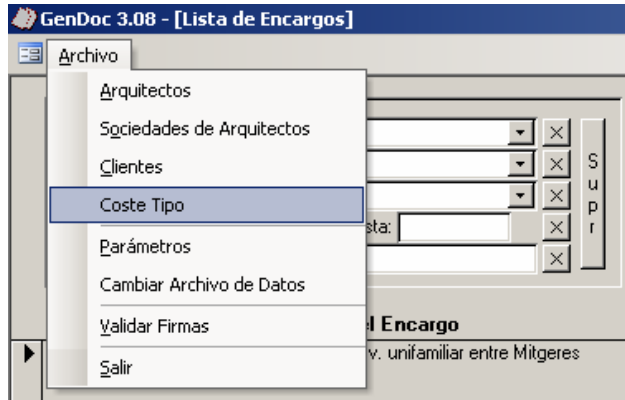 GenDoc 3.08 - [Lista de Encargos]
Archivo
Arquitectos
Sociedades de Arquitectos
Clientes
Coste Tipo
Parámetros
Cambiar Archivo de Datos
Validar Firmas
Salir
sta:
Supr
el Encargo
v. unifamiliar entre Mitgeres